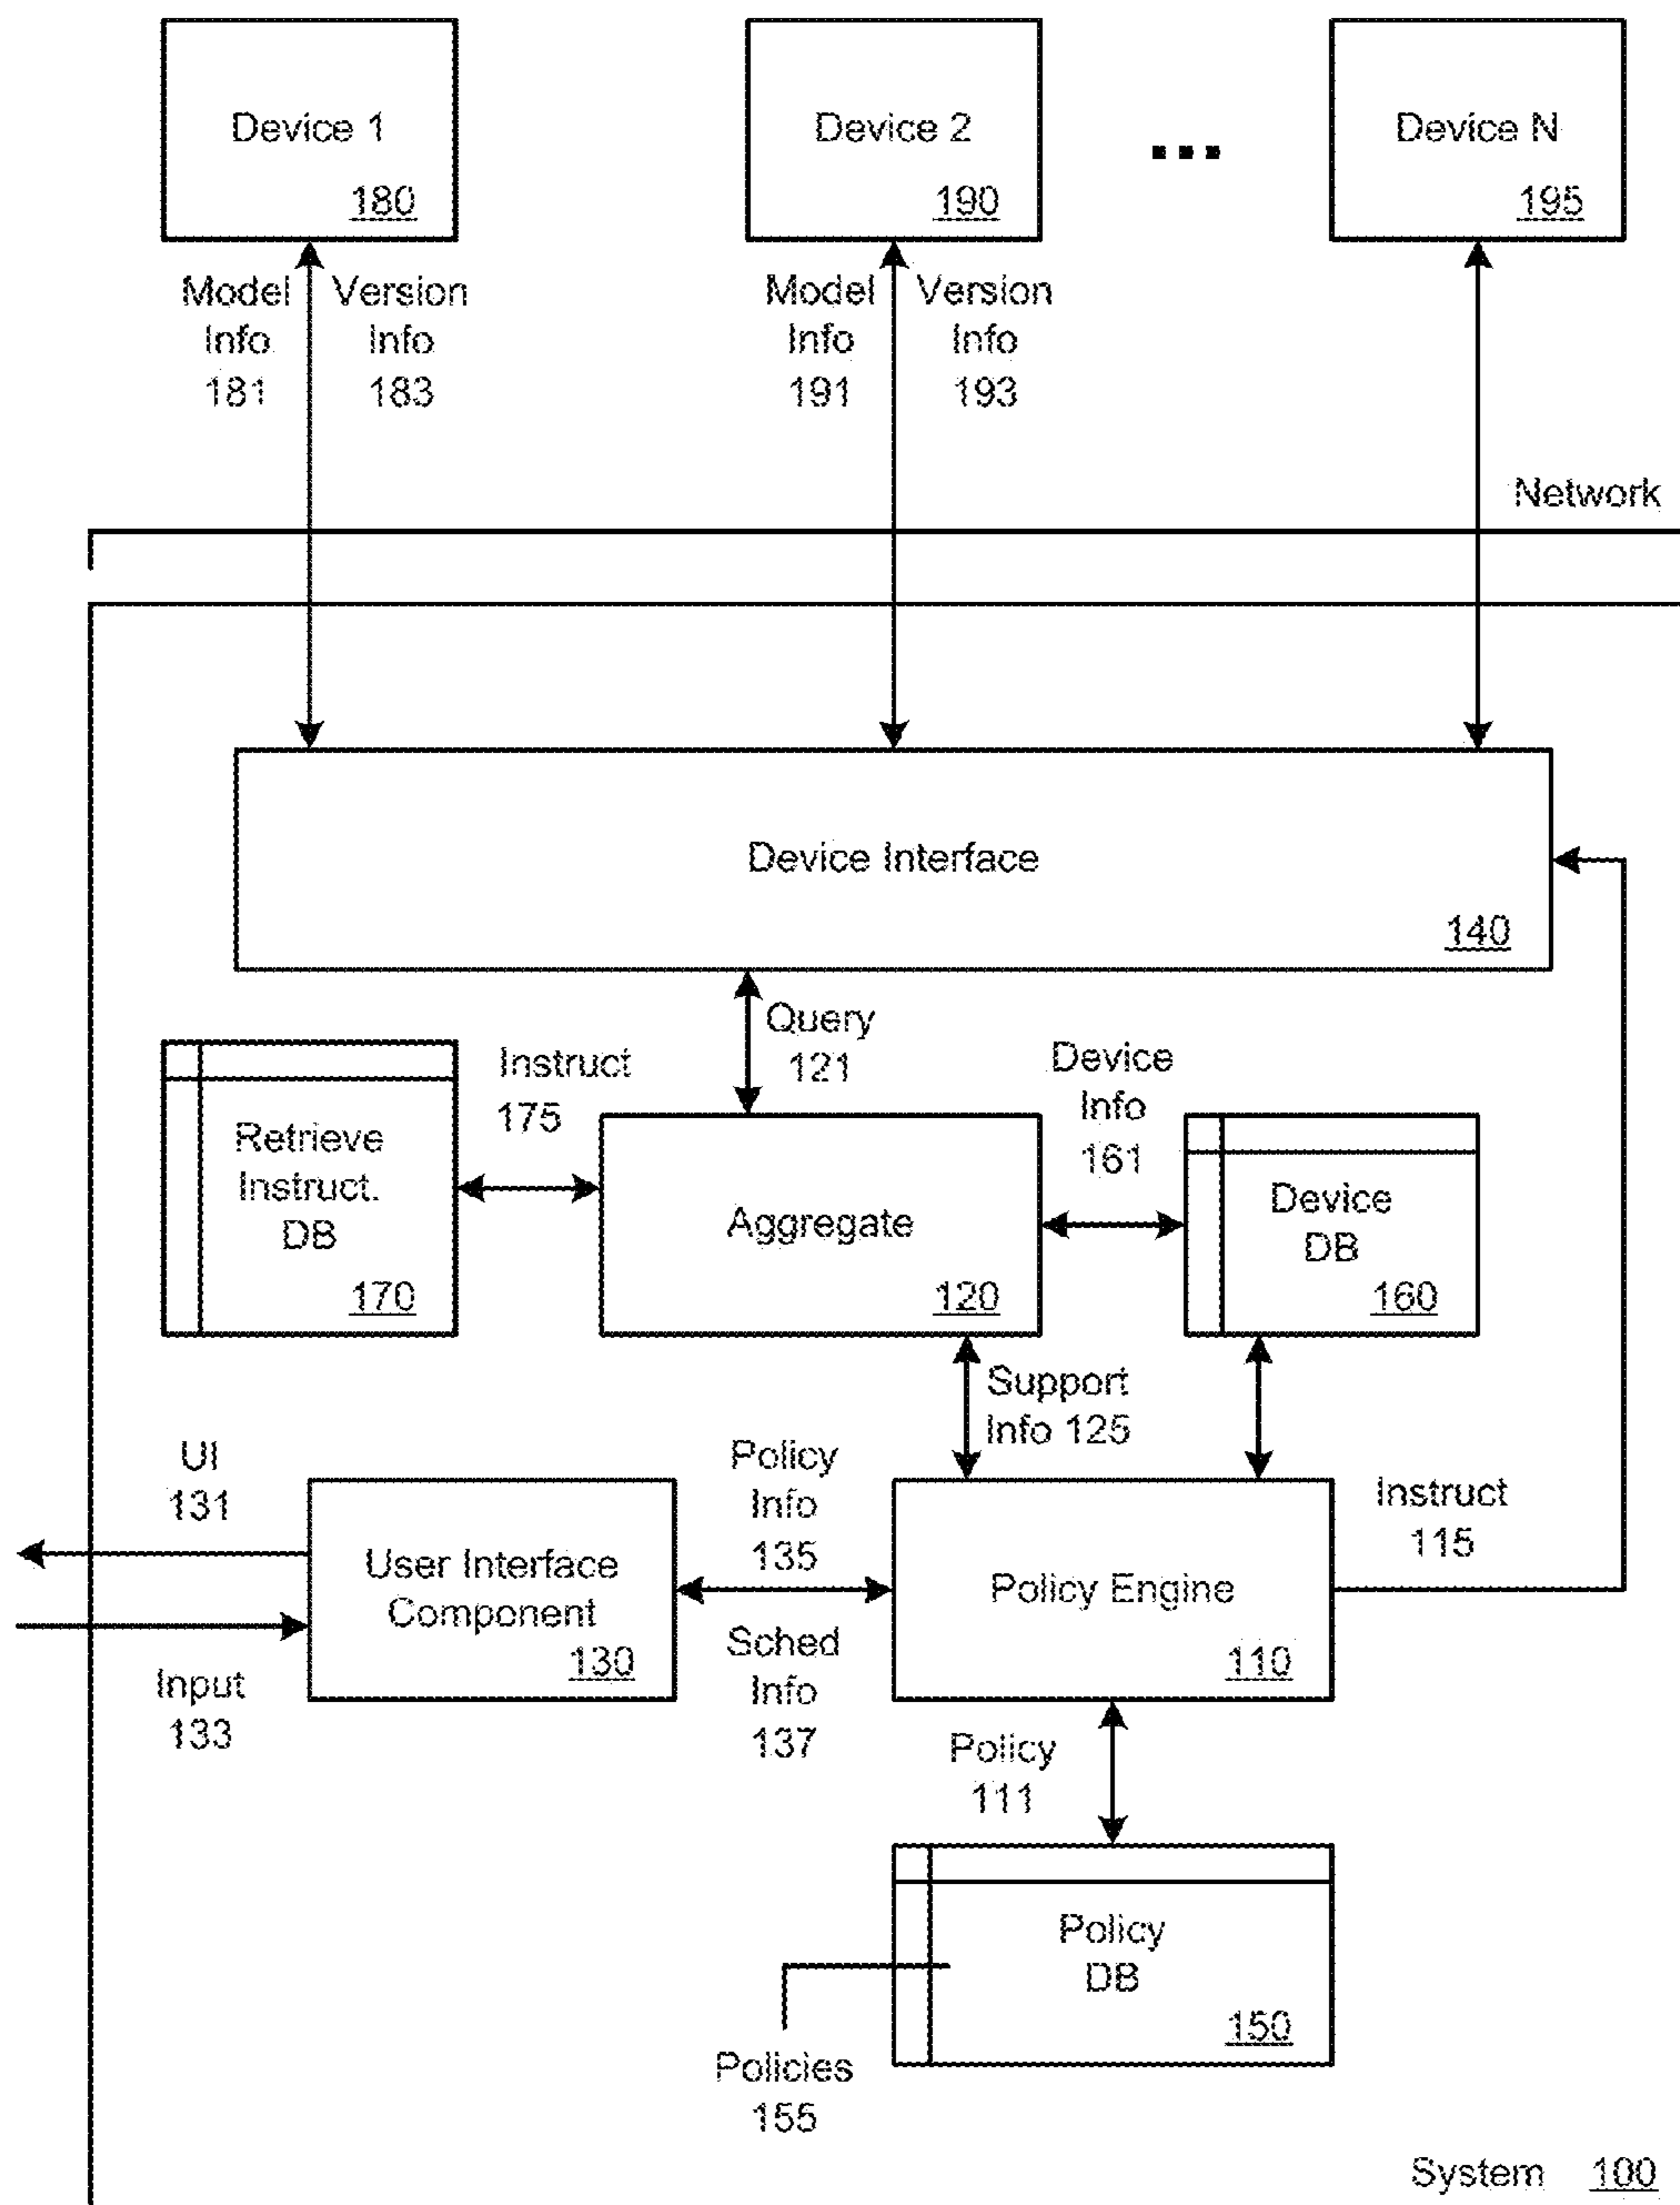 Device 1
180
Device 2
190
...
Device N
195
Model
Info
181
Version
Info
183
Model
Info
191
Version
Info
193
Network
Device Interface
140
Query
121
Instruct
175
Device
Info
161
Retrieve
Instruct.
DB
170
Aggregate
120
Device
DB
160
Support
Info 125
UI
131
Policy
Info
135
Instruct
115
User Interface
Component
130
Policy Engine
110
Input
133
Sched
Info
137
Policy
111
Policy
DB
150
Policies
155
System 100